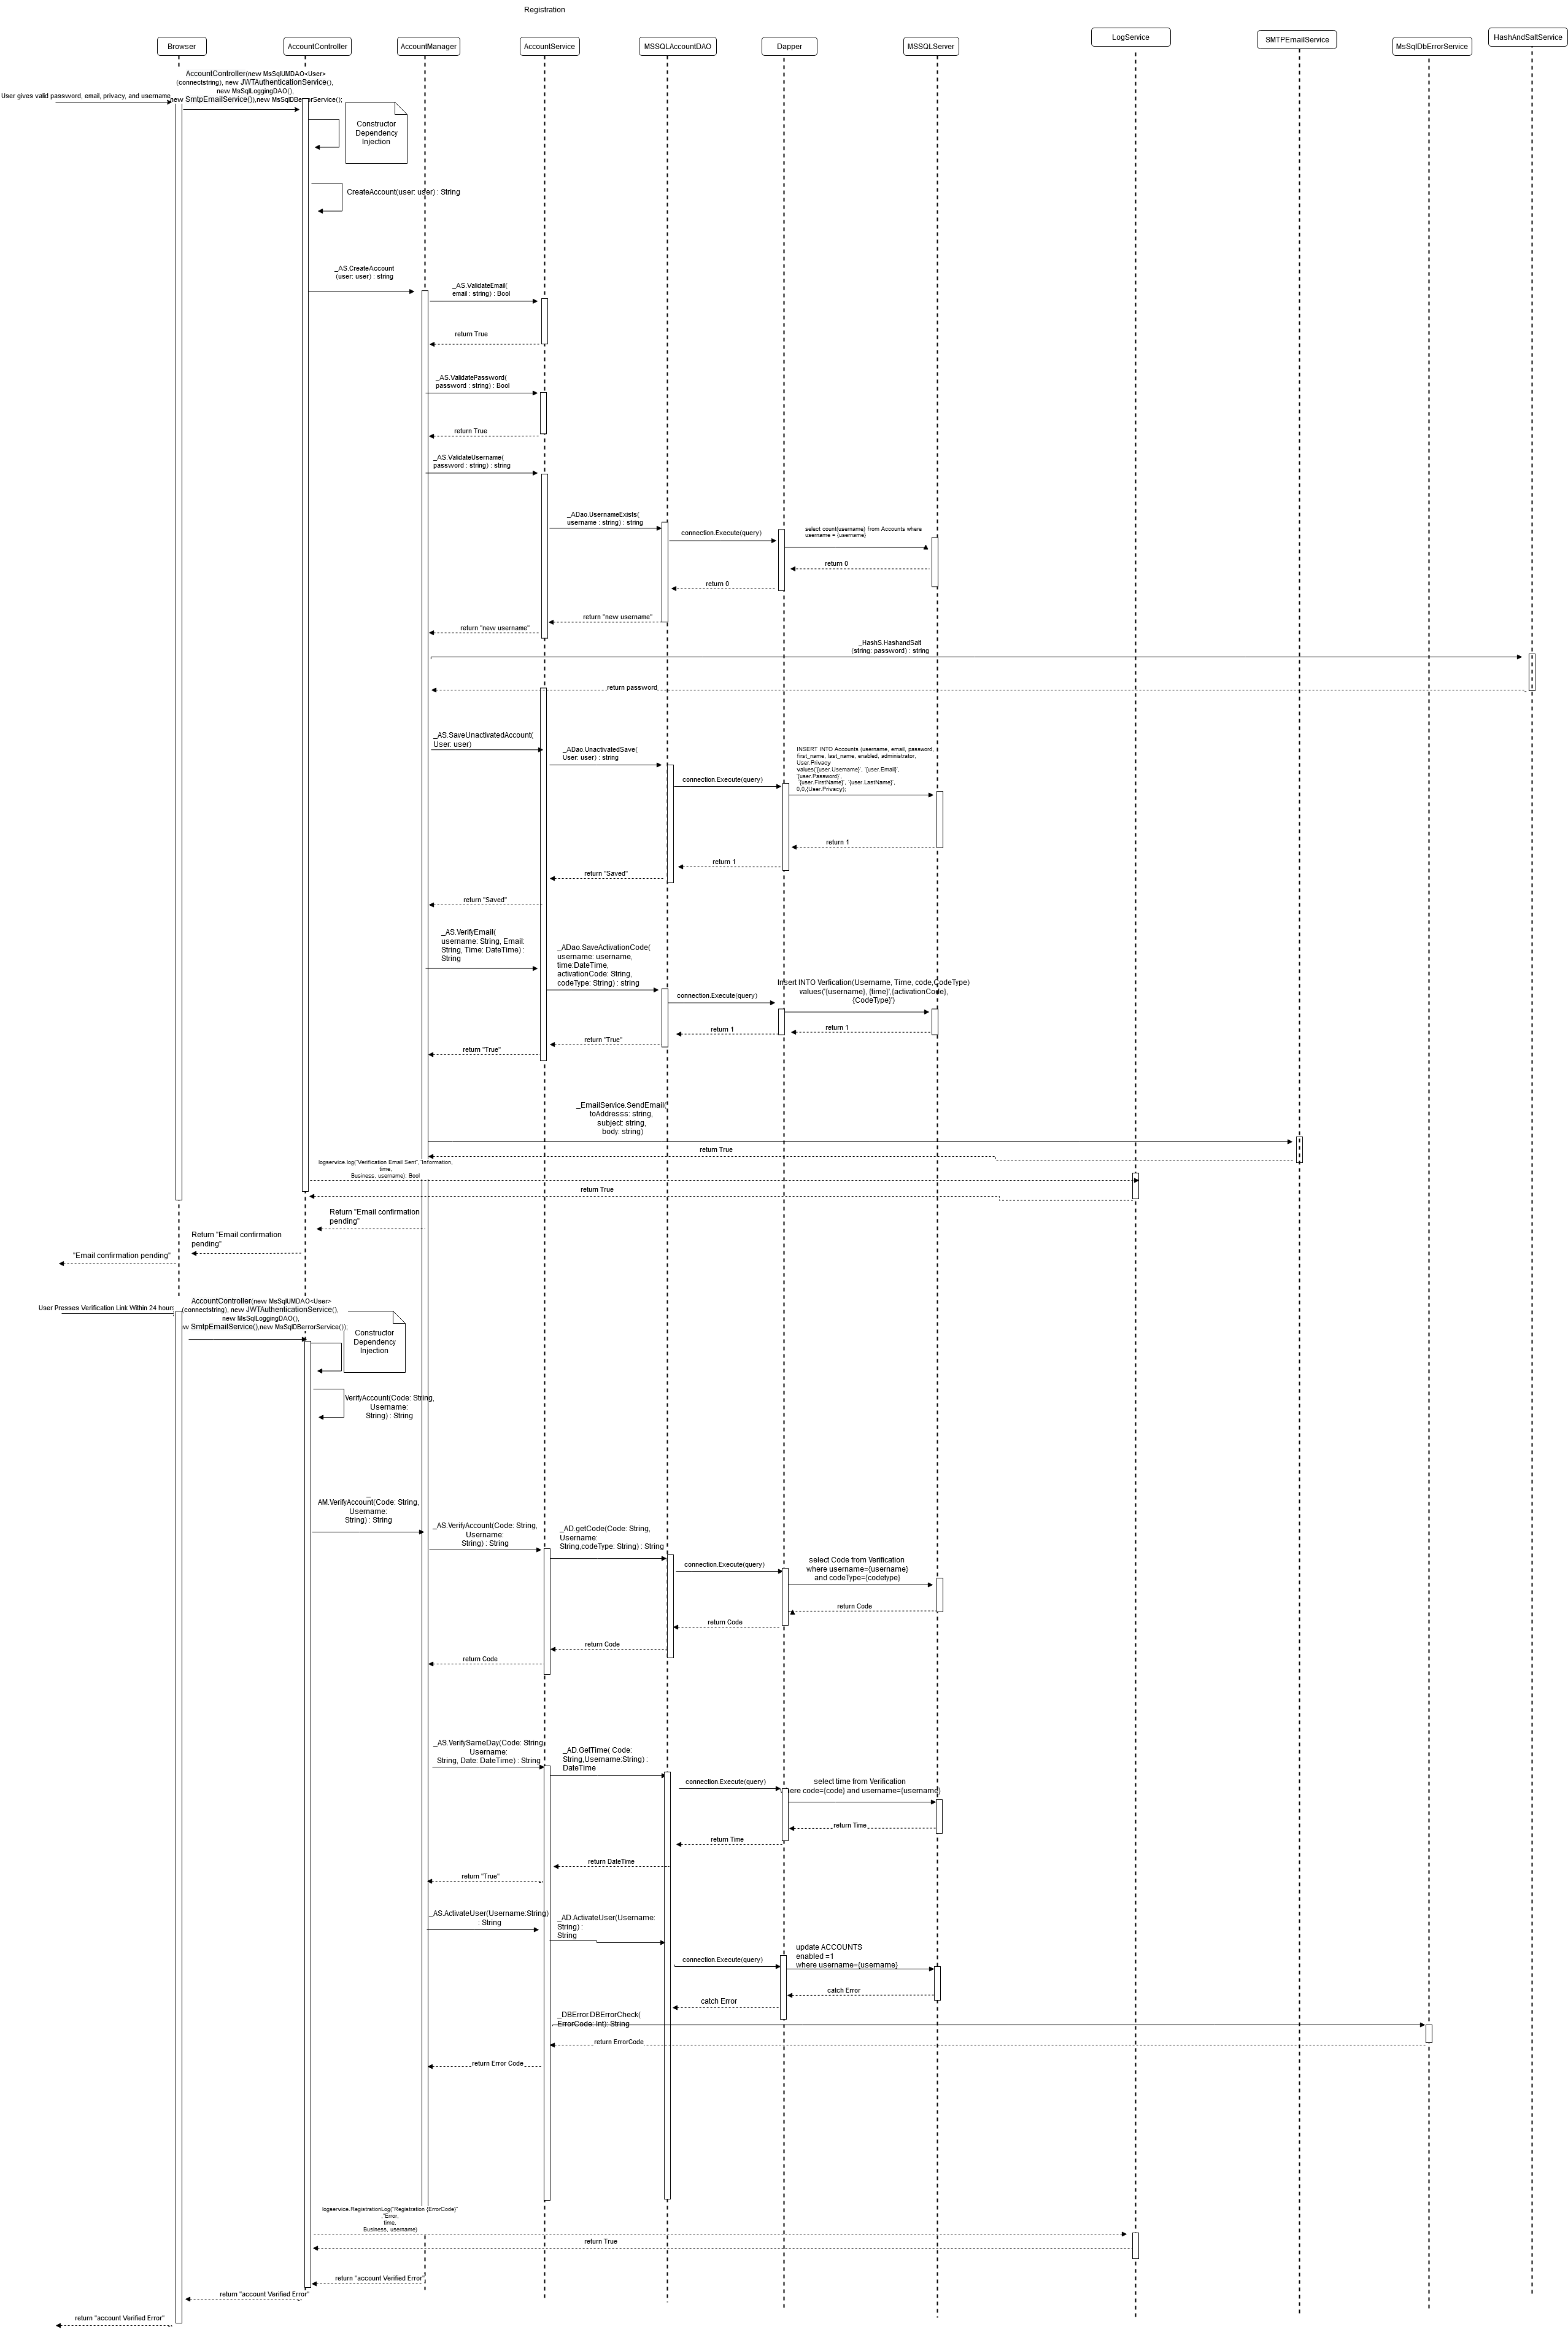 Registration
Browser
AccountController
AccountManager
AccountService
MSSQLAccountDAO
Dapper
MSSQLServer
LogService
SMTPEmailService
MsSqlDbErrorService
HashAndSaltService
AccountController(new MsSqlUMDAO<User>
(connectstring), new JWTAuthenticationService(),
new MsSqlLoggingDAO(),
new SmtpEmailService()),new MsSqlDBerrorService();
User gives valid password, email, privacy, and username
Constructor
Dependency
Injection
CreateAccount(user: user) : String
_AS.CreateAccount
(user: user) : string
_AS.ValidateEmail(
email : string) : Bool
return True
_AS.ValidatePassword(
password : string) : Bool
return True
_AS.ValidateUsername(
password : string) : string
_ADao.UsernameExists(
username : string) : string
connection.Execute(query)
select count(username) from Accounts where
username = {username}
return 0
return 0
return "new username"
return "new username"
_HashS.HashandSalt
(string: password) : string
return password
_AS.SaveUnactivatedAccount(
User: user)
_ADao.UnactivatedSave(
User: user) : string
connection.Execute(query)
INSERT INTO Accounts (username, email, password,
first_name, last_name, enabled, administrator,
User.Privacy
values('{user.Username}', '{user.Email}',
'{user.Password}',
'{user.FirstName}', '{user.LastName}',
0,0,{User.Privacy);
return 1
return 1
return "Saved"
return "Saved"
_AS.VerifyEmail(
username: String, Email:
String, Time: DateTime) :
String
_ADao.SaveActivationCode(
username: username,
time:DateTime,
activationCode: String,
codeType: String) : string
connection.Execute(query)
Insert INTO Verfication(Username, Time, code,CodeType)
values('{username}, {time}',{activationCode},
{CodeType}')
return 1
return 1
return "True"
return "True"
_EmailService.SendEmail(
toAddresss: string,
subject: string,
body: string)
return True
logservice.log("Verification Email Sent","Information,
time,
Business, username): Bool
return True
Return "Email confirmation
pending"
Return "Email confirmation
pending"
"Email confirmation pending"
AccountController(new MsSqlUMDAO<User>
(connectstring), new JWTAuthenticationService(),
new MsSqlLoggingDAO(),
w SmtpEmailService(),new MsSqlDBerrorService());
User Presses Verification Link Within 24 hours
Constructor
Dependency
Injection
VerifyAccount(Code: String,
Username:
String) : String
_
AM.VerifyAccount(Code: String,
Username:
String) : String
_AS.VerifyAccount(Code: String,
Username:
String) : String
_AD.getCode(Code: String,
Username:
String,codeType: String) : String
connection.Execute(query)
select Code from Verification
where username={username}
and codeType={codetype}
return Code
return Code
return Code
return Code
_AS.VerifySameDay(Code: String,
Username:
String, Date: DateTime) : String
_AD.GetTime( Code:
String,Username:String) :
DateTime
connection.Execute(query)
select time from Verification
ere code={code) and username={username}
return Time
return Time
return DateTime
return "True"
_AS.ActivateUser(Username:String)
: String
_AD.ActivateUser(Username:
String) :
String
connection.Execute(query)
update ACCOUNTS
enabled =1
where username={username}
catch Error
catch Error
_DBError.DBErrorCheck(
ErrorCode: Int): String
return ErrorCode
return Error Code
logservice.RegistrationLog("Registration {ErrorCode}"
,"Error,
time,
Business, username)
return True
return "account Verified Error"
return "account Verified Error"
return "account Verified Error"